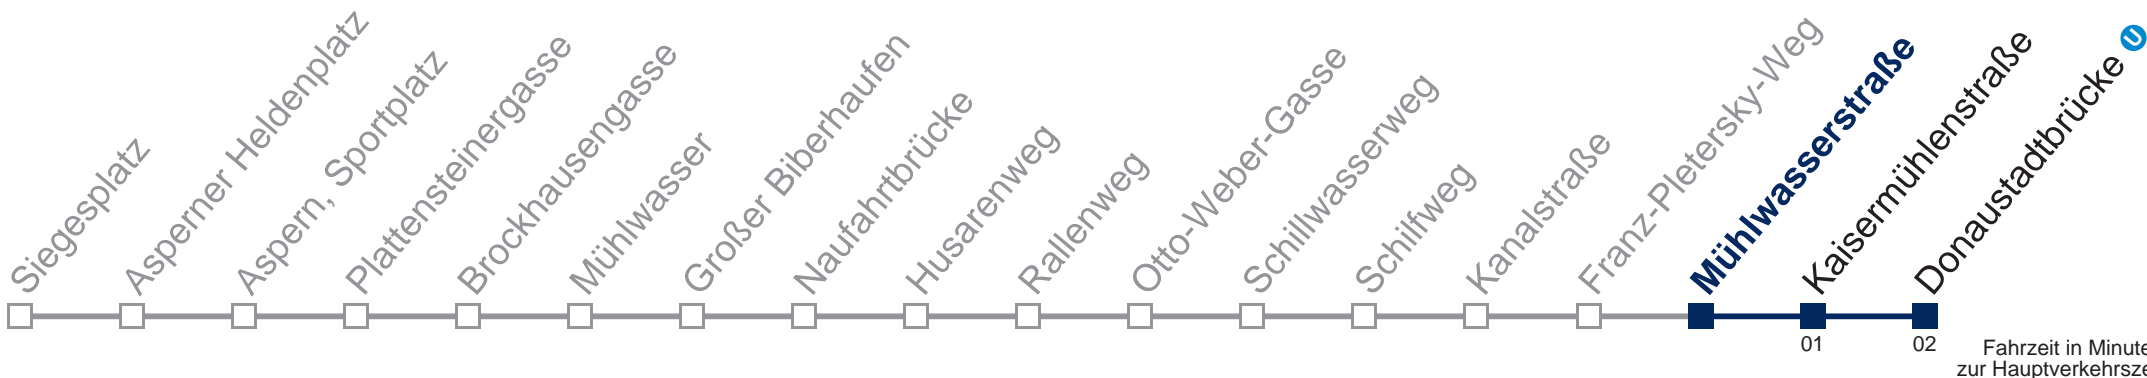 Siegesplatz
Asperner Heldenplatz
Aspern, Sportplatz
Plattensteinergasse
Brockhausengasse
Mühlwasser
Großer Biberhaufen
Naufahrtbrücke
Husarenweg
Rallenweg
Otto-Weber-Gasse
Schillwasserweg
Schilfweg
Kanalstraße
Franz-Pletersky-Weg
Mühlwasserstraße
Kaisermühlenstraße
Donaustadtbrücke U
01
02
Fahrzeit in Minute
zur Hauptverkehrsze